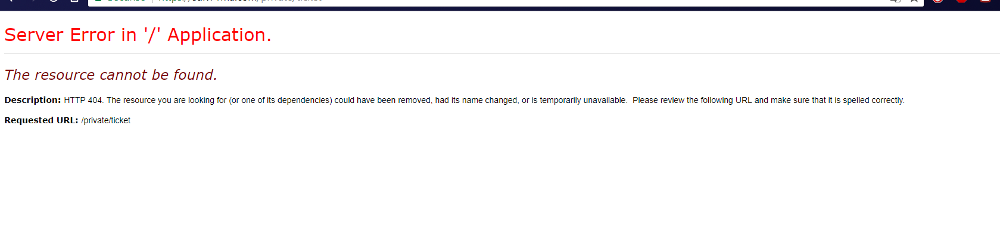 Server Error in '/' Application.
The resource cannot be found.
Description: HTTP 404. The resource you are looking for (or one of its dependencies) could have been removed, had its name changed, or is temporarily unavailable.  Please review the following URL and make sure that it is spelled correctly.
Requested URL: /private/ticket